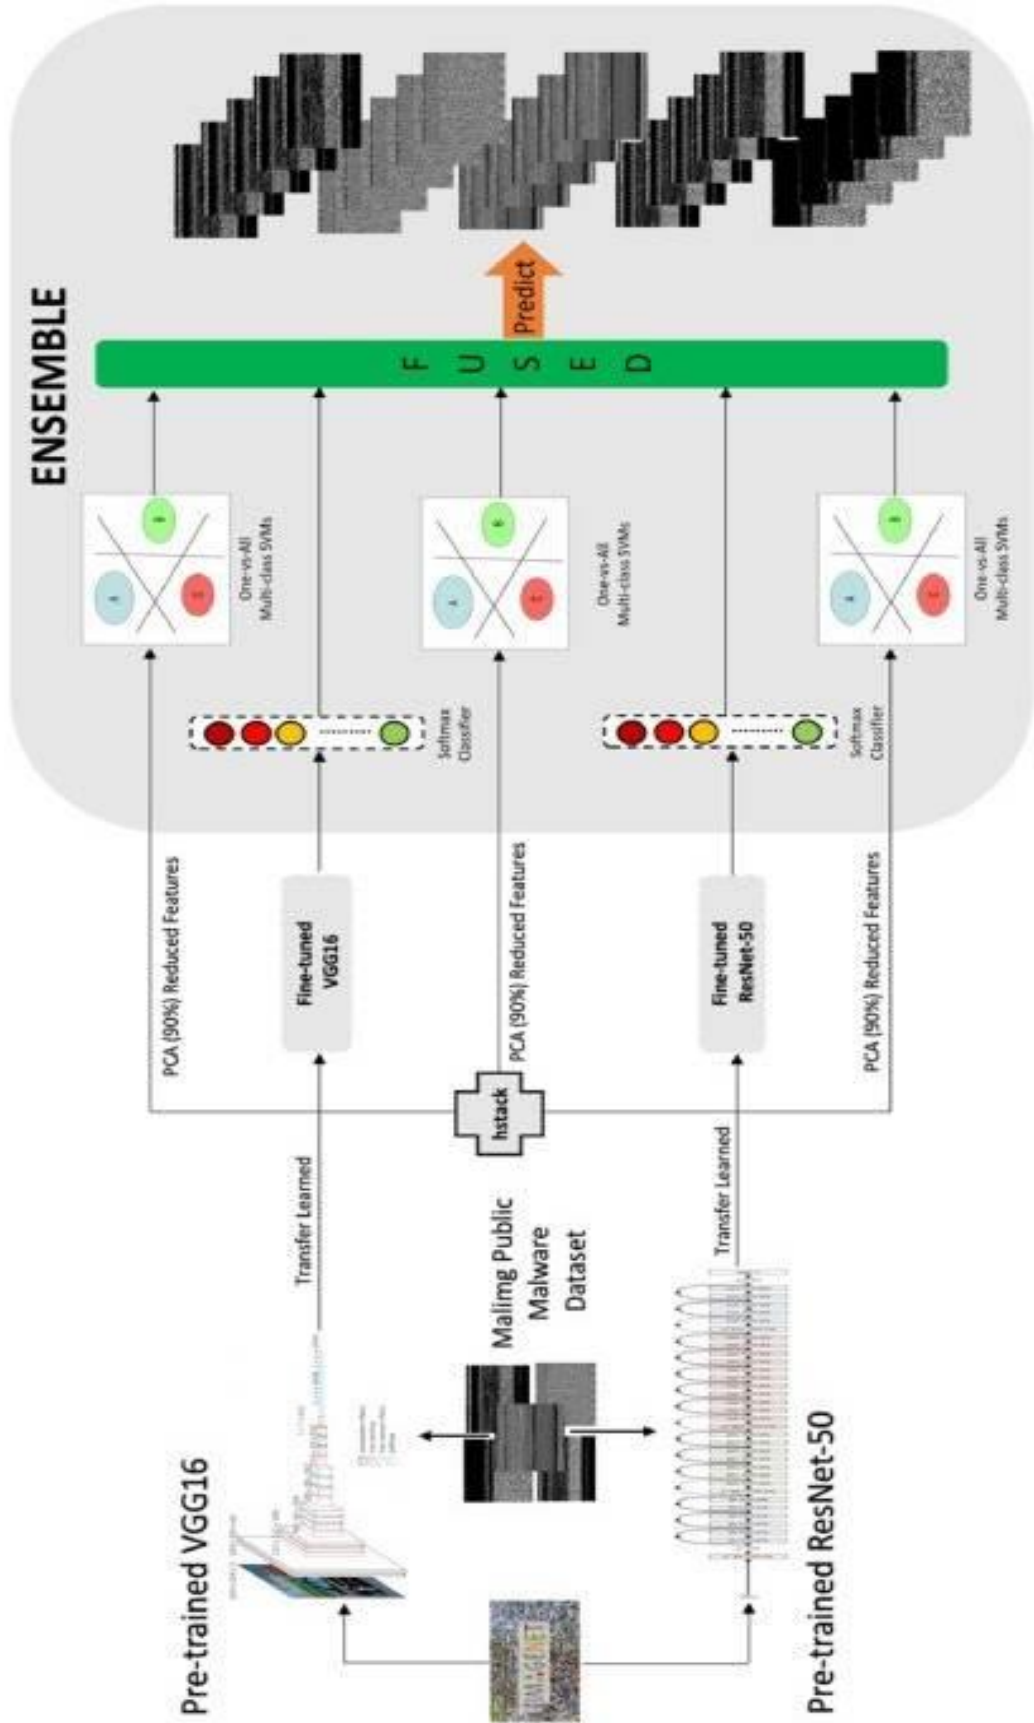 ENSEMBLE
Pre-trained VGG16
IMAGENET
Pre-trained ResNet-50
Malimg Public
Malware
Dataset
Transfer Learned
Transfer Learned
hstack
PCA (90%) Reduced Features
Fine-tuned
VGG16
PCA (90%) Reduced Features
Fine-tuned
ResNet-50
PCA (90%) Reduced Features
Softmax
Classifier
Softmax
Classifier
A
B
One-vs-All
Multi-class SVMs
A
B
One-vs-All
Multi-class SVMs
A
B
One-vs-All
Multi-class SVMs
F
U
S
E
D
Predict